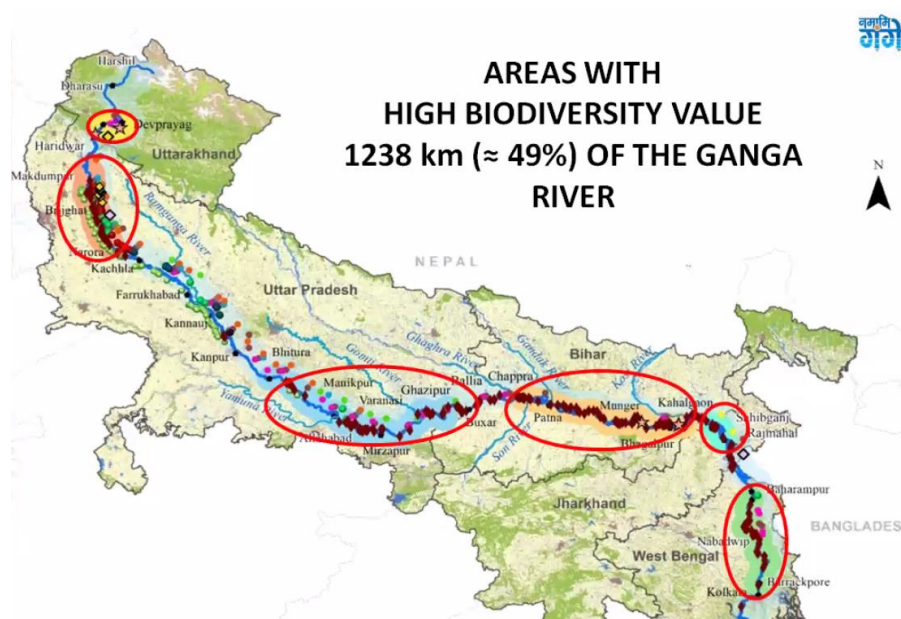 नमामि
गंगे
AREAS WITH
HIGH BIODIVERSITY VALUE
1238 km (≈ 49%) OF THE GANGA
RIVER
N
Harshil
Dharasu
Devprayag
Haridwar
Uttarakhand
Makdumpur
Brijghat
Ramganga River
Narora
Kachhla
NEPAL
Farrukhabad
Uttar Pradesh
Kannauj
Kanpur
Bhitura
Gomti River
Ghaghra River
Gandak River
Bihar
Kosi River
Manikpur
Varanasi
Ghazipur
Ballia
Chappra
Yamuna River
Allahabad
Mirzapur
Buxar
Son River
Patna
Munger
Bhagalpur
Kahalgaon
Sahibganj
Rajmahal
Jharkhand
Baharampur
BANGLADES
Nabadwip
West Bengal
Barrackpore
Kolkata